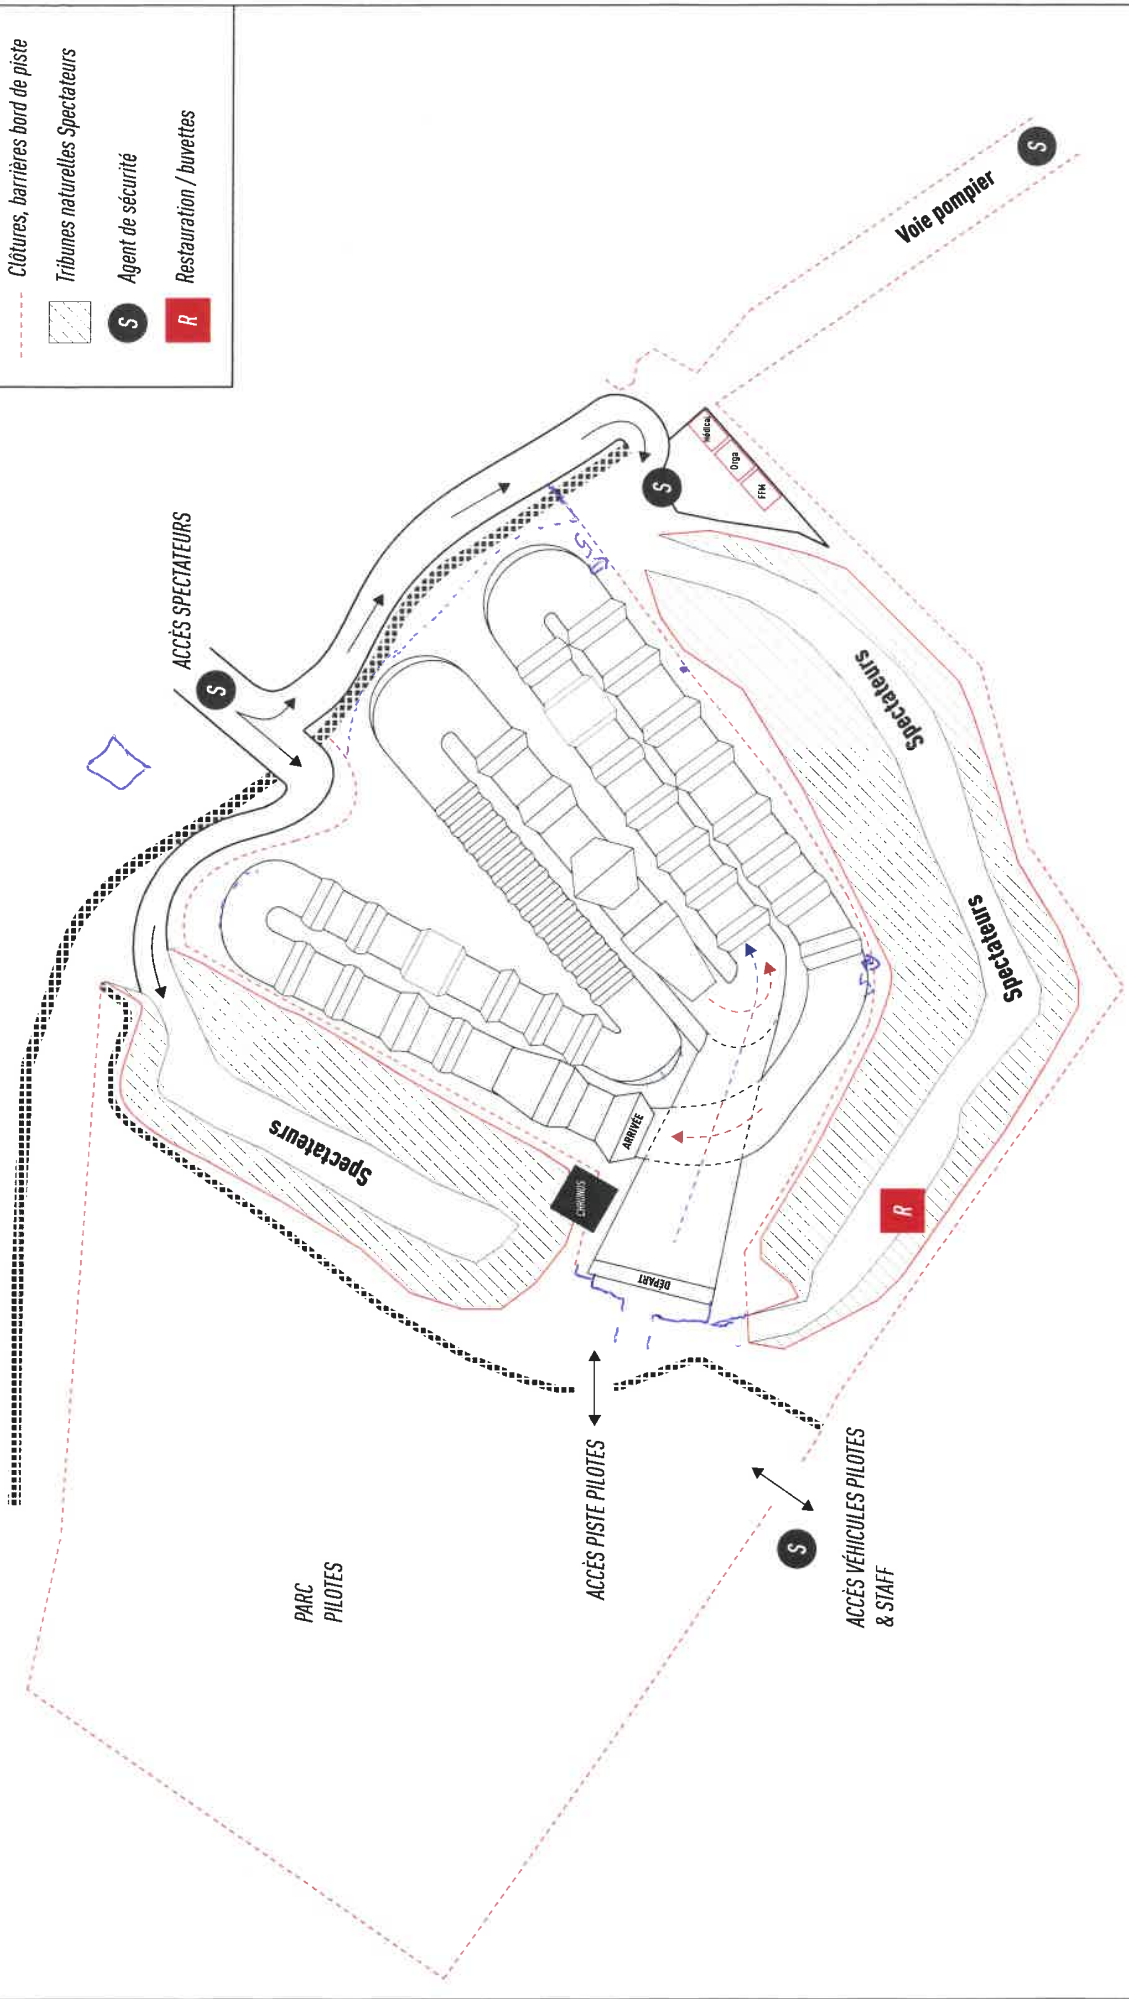 Clôtures, barrières bord de piste
Tribunes naturelles Spectateurs
S
Agent de sécurité
R
Restauration / buvettes
ACCÈS SPECTATEURS
S
Voie pompier
S
S
Médical
Orga
FFM
Spectateurs
Spectateurs
Spectateurs
CHRONOS
ARRIVÉE
DÉPART
R
ACCÈS PISTE PILOTES
PARC
PILOTES
S
ACCÈS VÉHICULES PILOTES
& STAFF